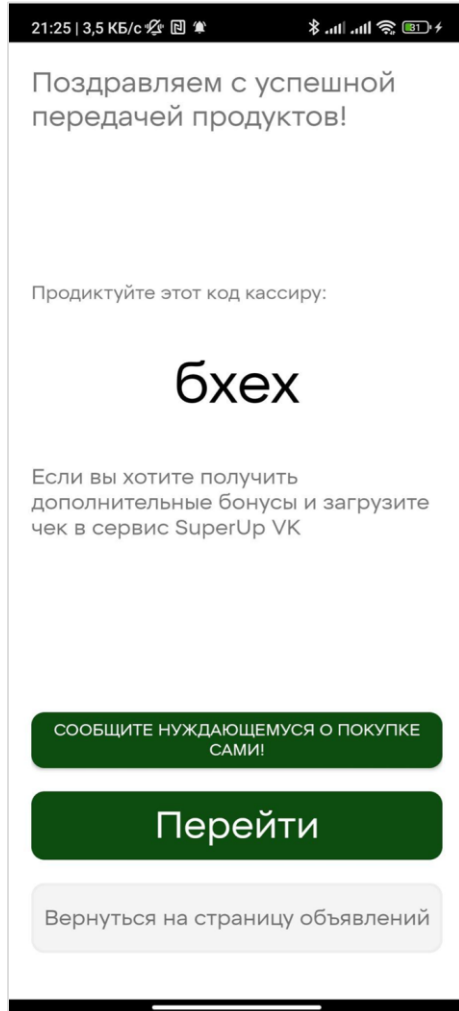 21:25 | 3,5 КБ/с
31
Поздравляем с успешной
передачей продуктов!
Продиктуйте этот код кассиру:
бхех
Если вы хотите получить
дополнительные бонусы и загрузите
чек в сервис SuperUp VK
СООБЩИТЕ НУЖДАЮЩЕМУСЯ О ПОКУПКЕ
САМИ!
Перейти
Вернуться на страницу объявлений